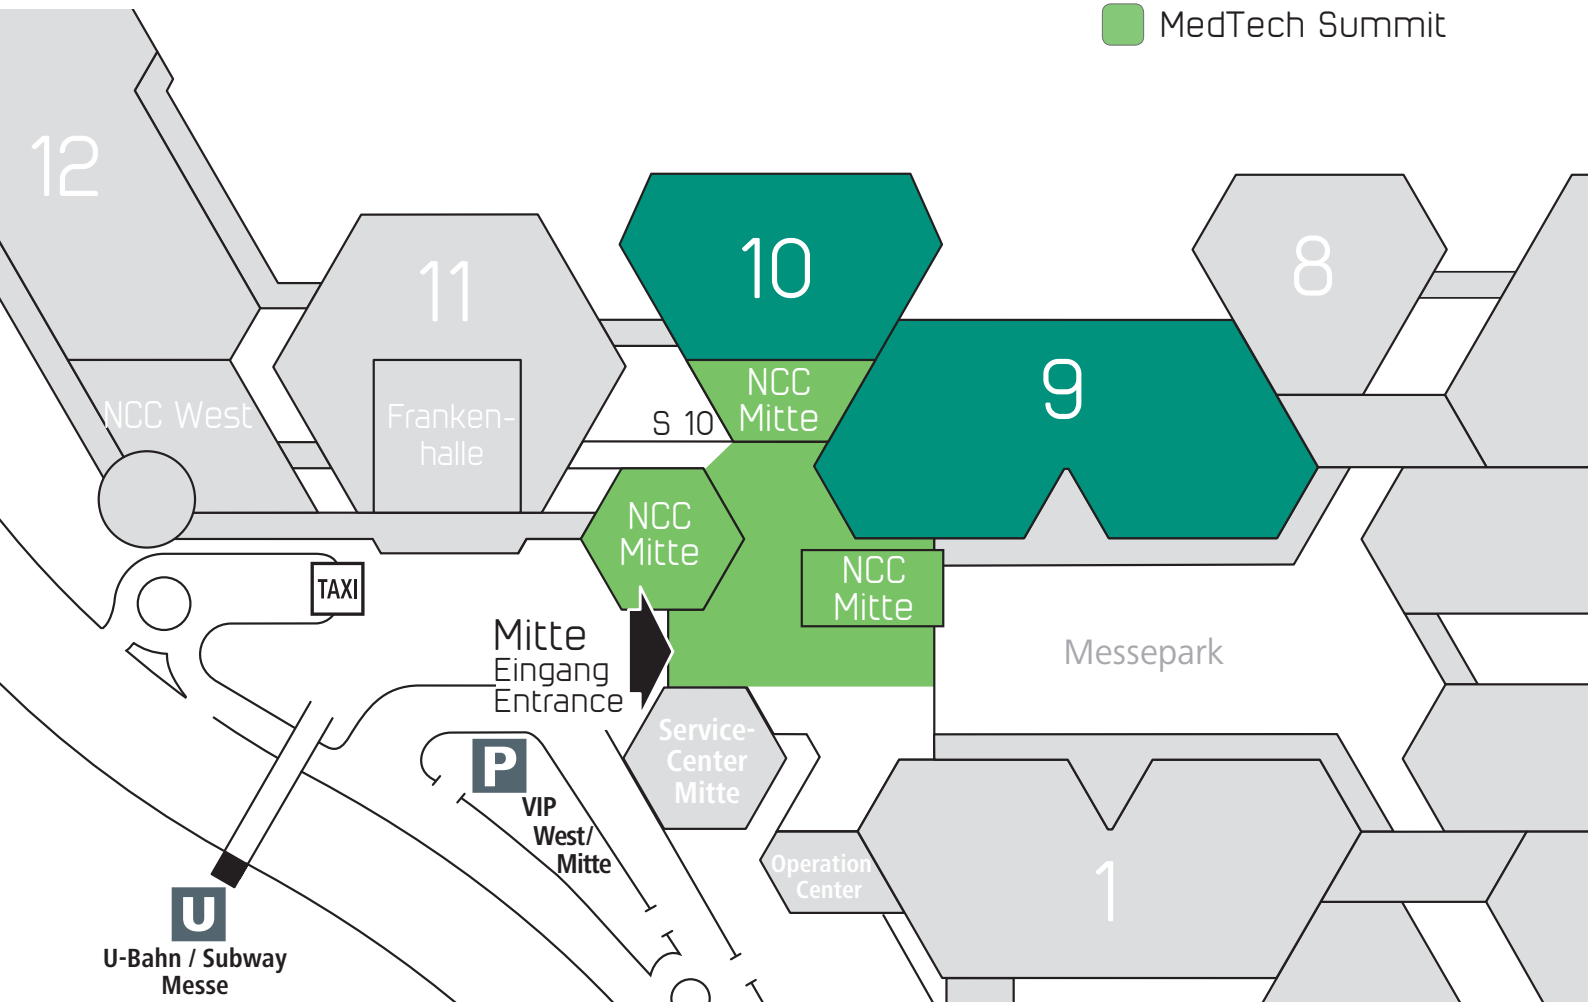 MedTech Summit
12
11
10
9
8
NCC
Mitte
NCC West
Franken-
halle
S 10
NCC
Mitte
NCC
Mitte
TAXI
Mitte
Eingang
Entrance
Messepark
Service-
Center
Mitte
P
VIP
West/
Mitte
Operation
Center
1
U
U-Bahn / Subway
Messe